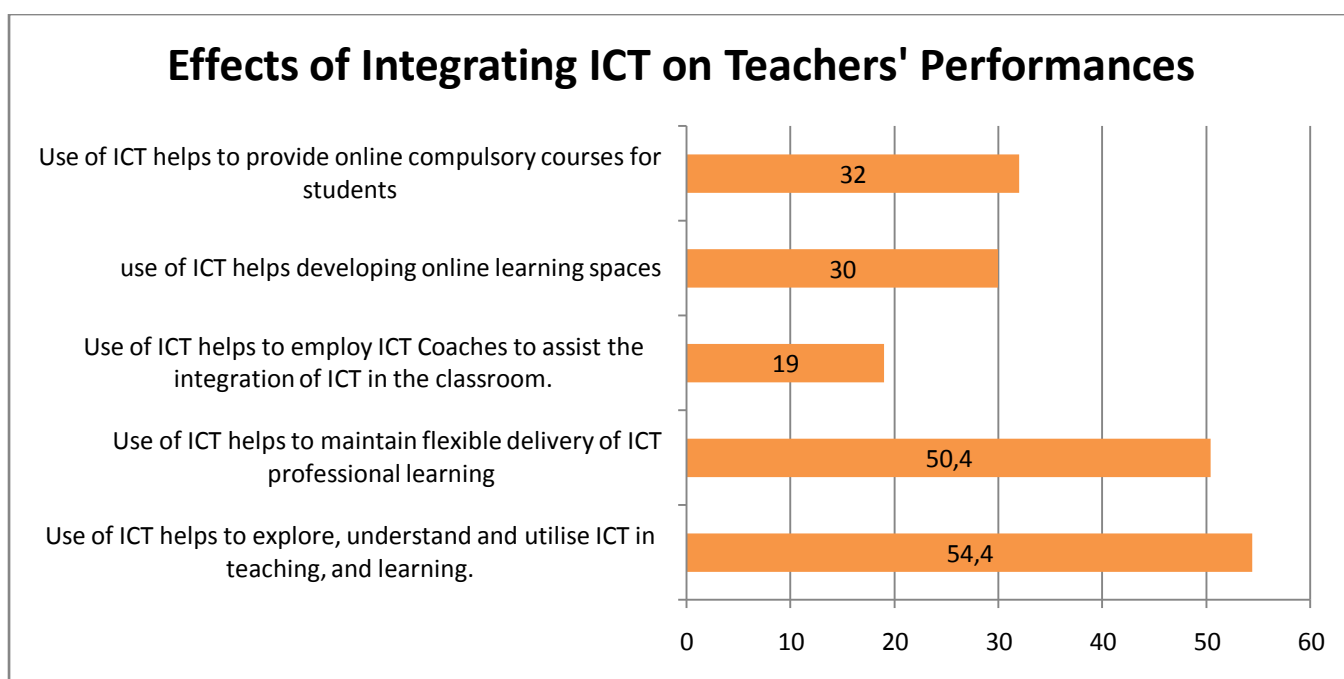 Effects of Integrating ICT on Teachers' Performances
Use of ICT helps to provide online compulsory courses for
students
32
use of ICT helps developing online learning spaces
30
Use of ICT helps to employ ICT Coaches to assist the
integration of ICT in the classroom.
19
Use of ICT helps to maintain flexible delivery of ICT
professional learning
50,4
Use of ICT helps to explore, understand and utilise ICT in
teaching, and learning.
54,4
0 10 20 30 40 50 60